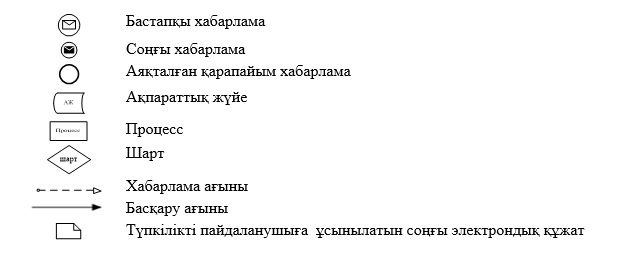 Бастапқы хабарлама
Соңғы хабарлама
Аяқталған қарапайым хабарлама
АЖ Ақпараттық жүйе
Процесс Процесс
шарт Шарт
Хабарлама ағыны
Басқару ағыны
Түпкілікті пайдаланушыға ұсынылатын соңғы электрондық құжат